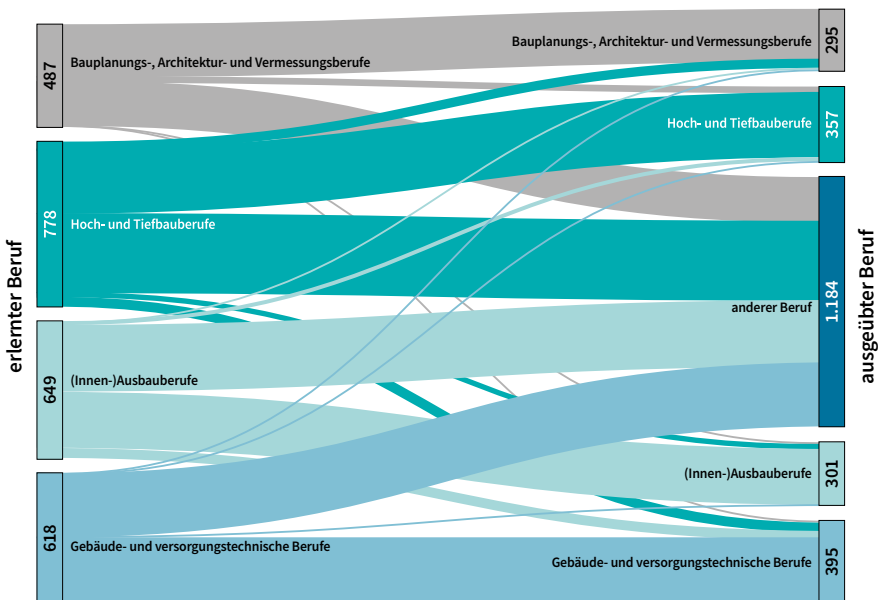 erlernter Beruf
487
Bauplanungs-, Architektur- und Vermessungsberufe
778
Hoch- und Tiefbauberufe
649
(Innen-)Ausbauberufe
618
Gebäude- und versorgungstechnische Berufe
Bauplanungs-, Architektur- und Vermessungsberufe
295
Hoch- und Tiefbauberufe
357
anderer Beruf
1.184
(Innen-)Ausbauberufe
301
Gebäude- und versorgungstechnische Berufe
395
ausgeübter Beruf